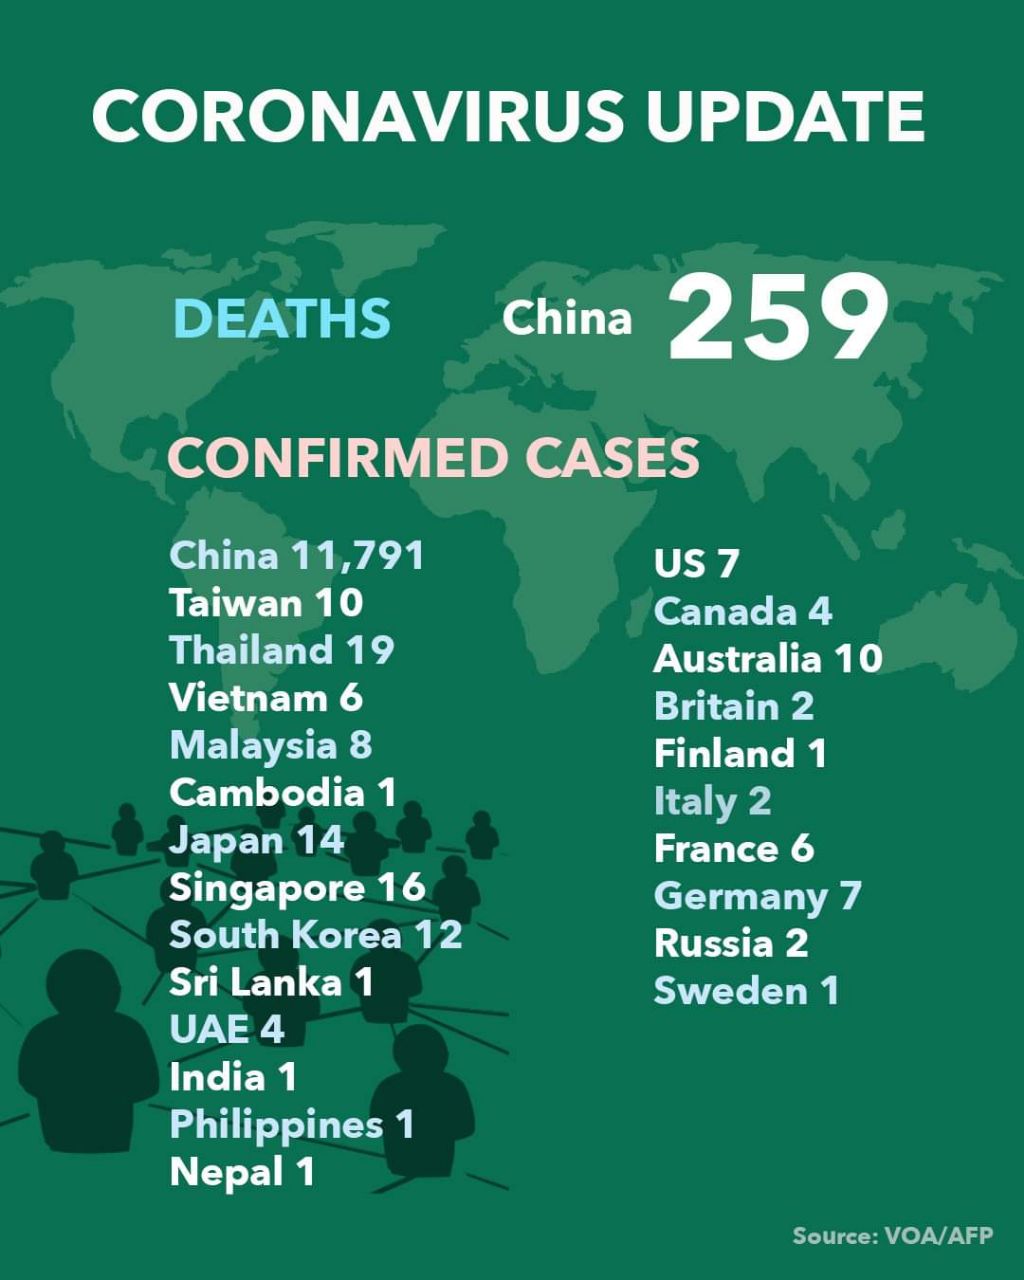 CORONAVIRUS UPDATE
DEATHS China 259
CONFIRMED CASES
China 11,791
Taiwan 10
Thailand 19
Vietnam 6
Malaysia 8
Cambodia 1
Japan 14
Singapore 16
South Korea 12
Sri Lanka 1
UAE 4
India 1
Philippines 1
Nepal 1
US 7
Canada 4
Australia 10
Britain 2
Finland 1
Italy 2
France 6
Germany 7
Russia 2
Sweden 1
Source: VOA/AFP